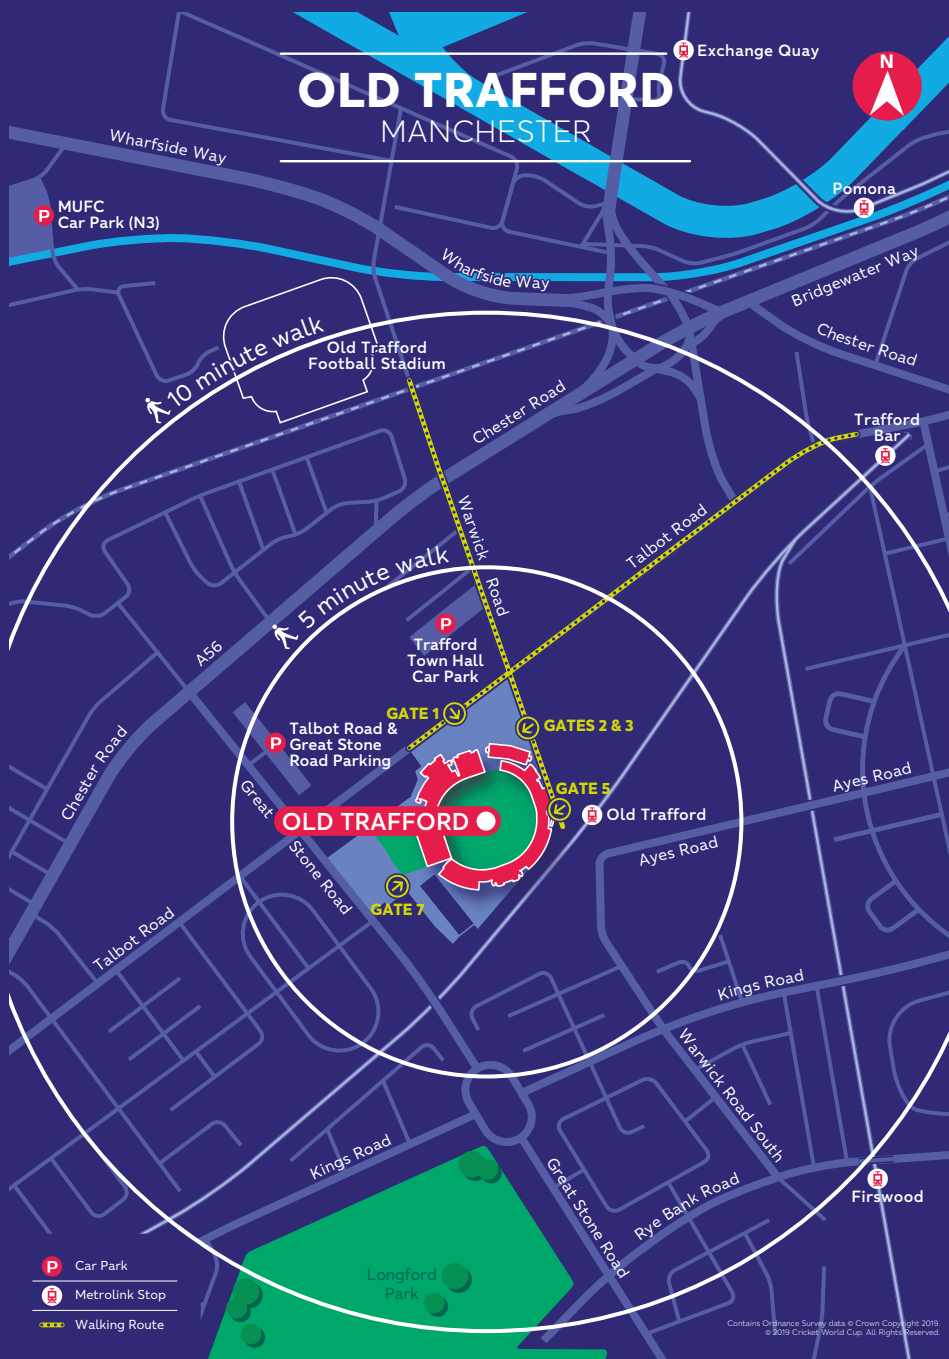 Exchange Quay
N
OLD TRAFFORD
MANCHESTER
Wharfside Way
Pomona
P
MUFC
Car Park (N3)
Wharfside Way
Bridgewater Way
Chester Road
10 minute walk
Old Trafford
Football Stadium
Chester Road
Trafford
Bar
Warwick
Road
Talbot Road
5 minute walk
P
Trafford
Town Hall
Car Park
A56
GATE 1
GATES 2 & 3
P
Talbot Road &
Great Stone
Road Parking
Chester Road
Great
Stone Road
GATE 5
Old Trafford
OLD TRAFFORD
Ayes Road
Ayes Road
GATE 7
Talbot Road
Kings Road
Warwick Road South
Kings Road
Great Stone Road
Rye Bank Road
Firswood
Longford
Park
P
Car Park
Metrolink Stop
Walking Route
Contains Ordnance Survey data © Crown Copyright 2019.
© 2019 Cricket World Cup. All Rights Reserved.